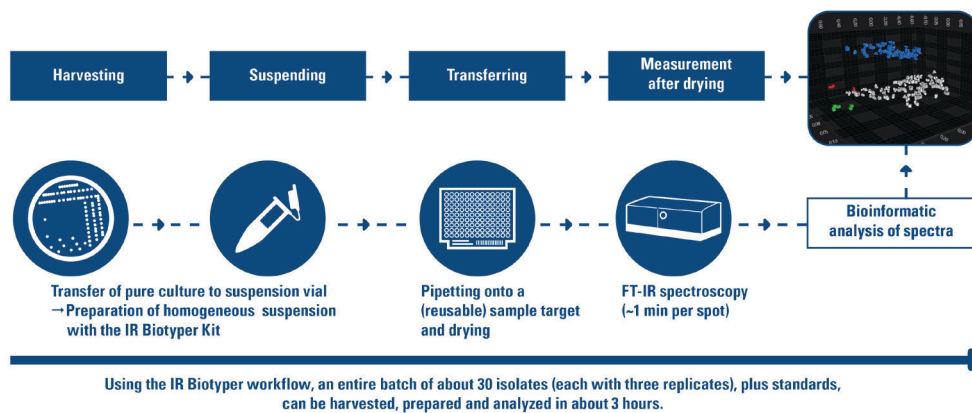 Harvesting
Suspending
Transferring
Measurement
after drying
Bioinformatic
analysis of spectra
Transfer of pure culture to suspension vial
→Preparation of homogeneous suspension
with the IR Biotyper Kit
Pipetting onto a
(reusable) sample target
and drying
FT-IR spectroscopy
(~1 min per spot)
Using the IR Biotyper workflow, an entire batch of about 30 isolates (each with three replicates), plus standards,
can be harvested, prepared and analyzed in about 3 hours.